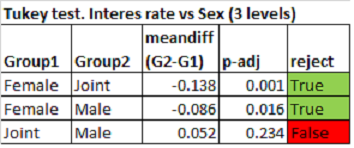 Tukey test. Interes rate vs Sex (3 levels)
meandiff
Group1 Group2 (G2-G1) p-adj reject
Female Joint -0.138 0.001 True
Female Male -0.086 0.016 True
Joint Male 0.052 0.234 False